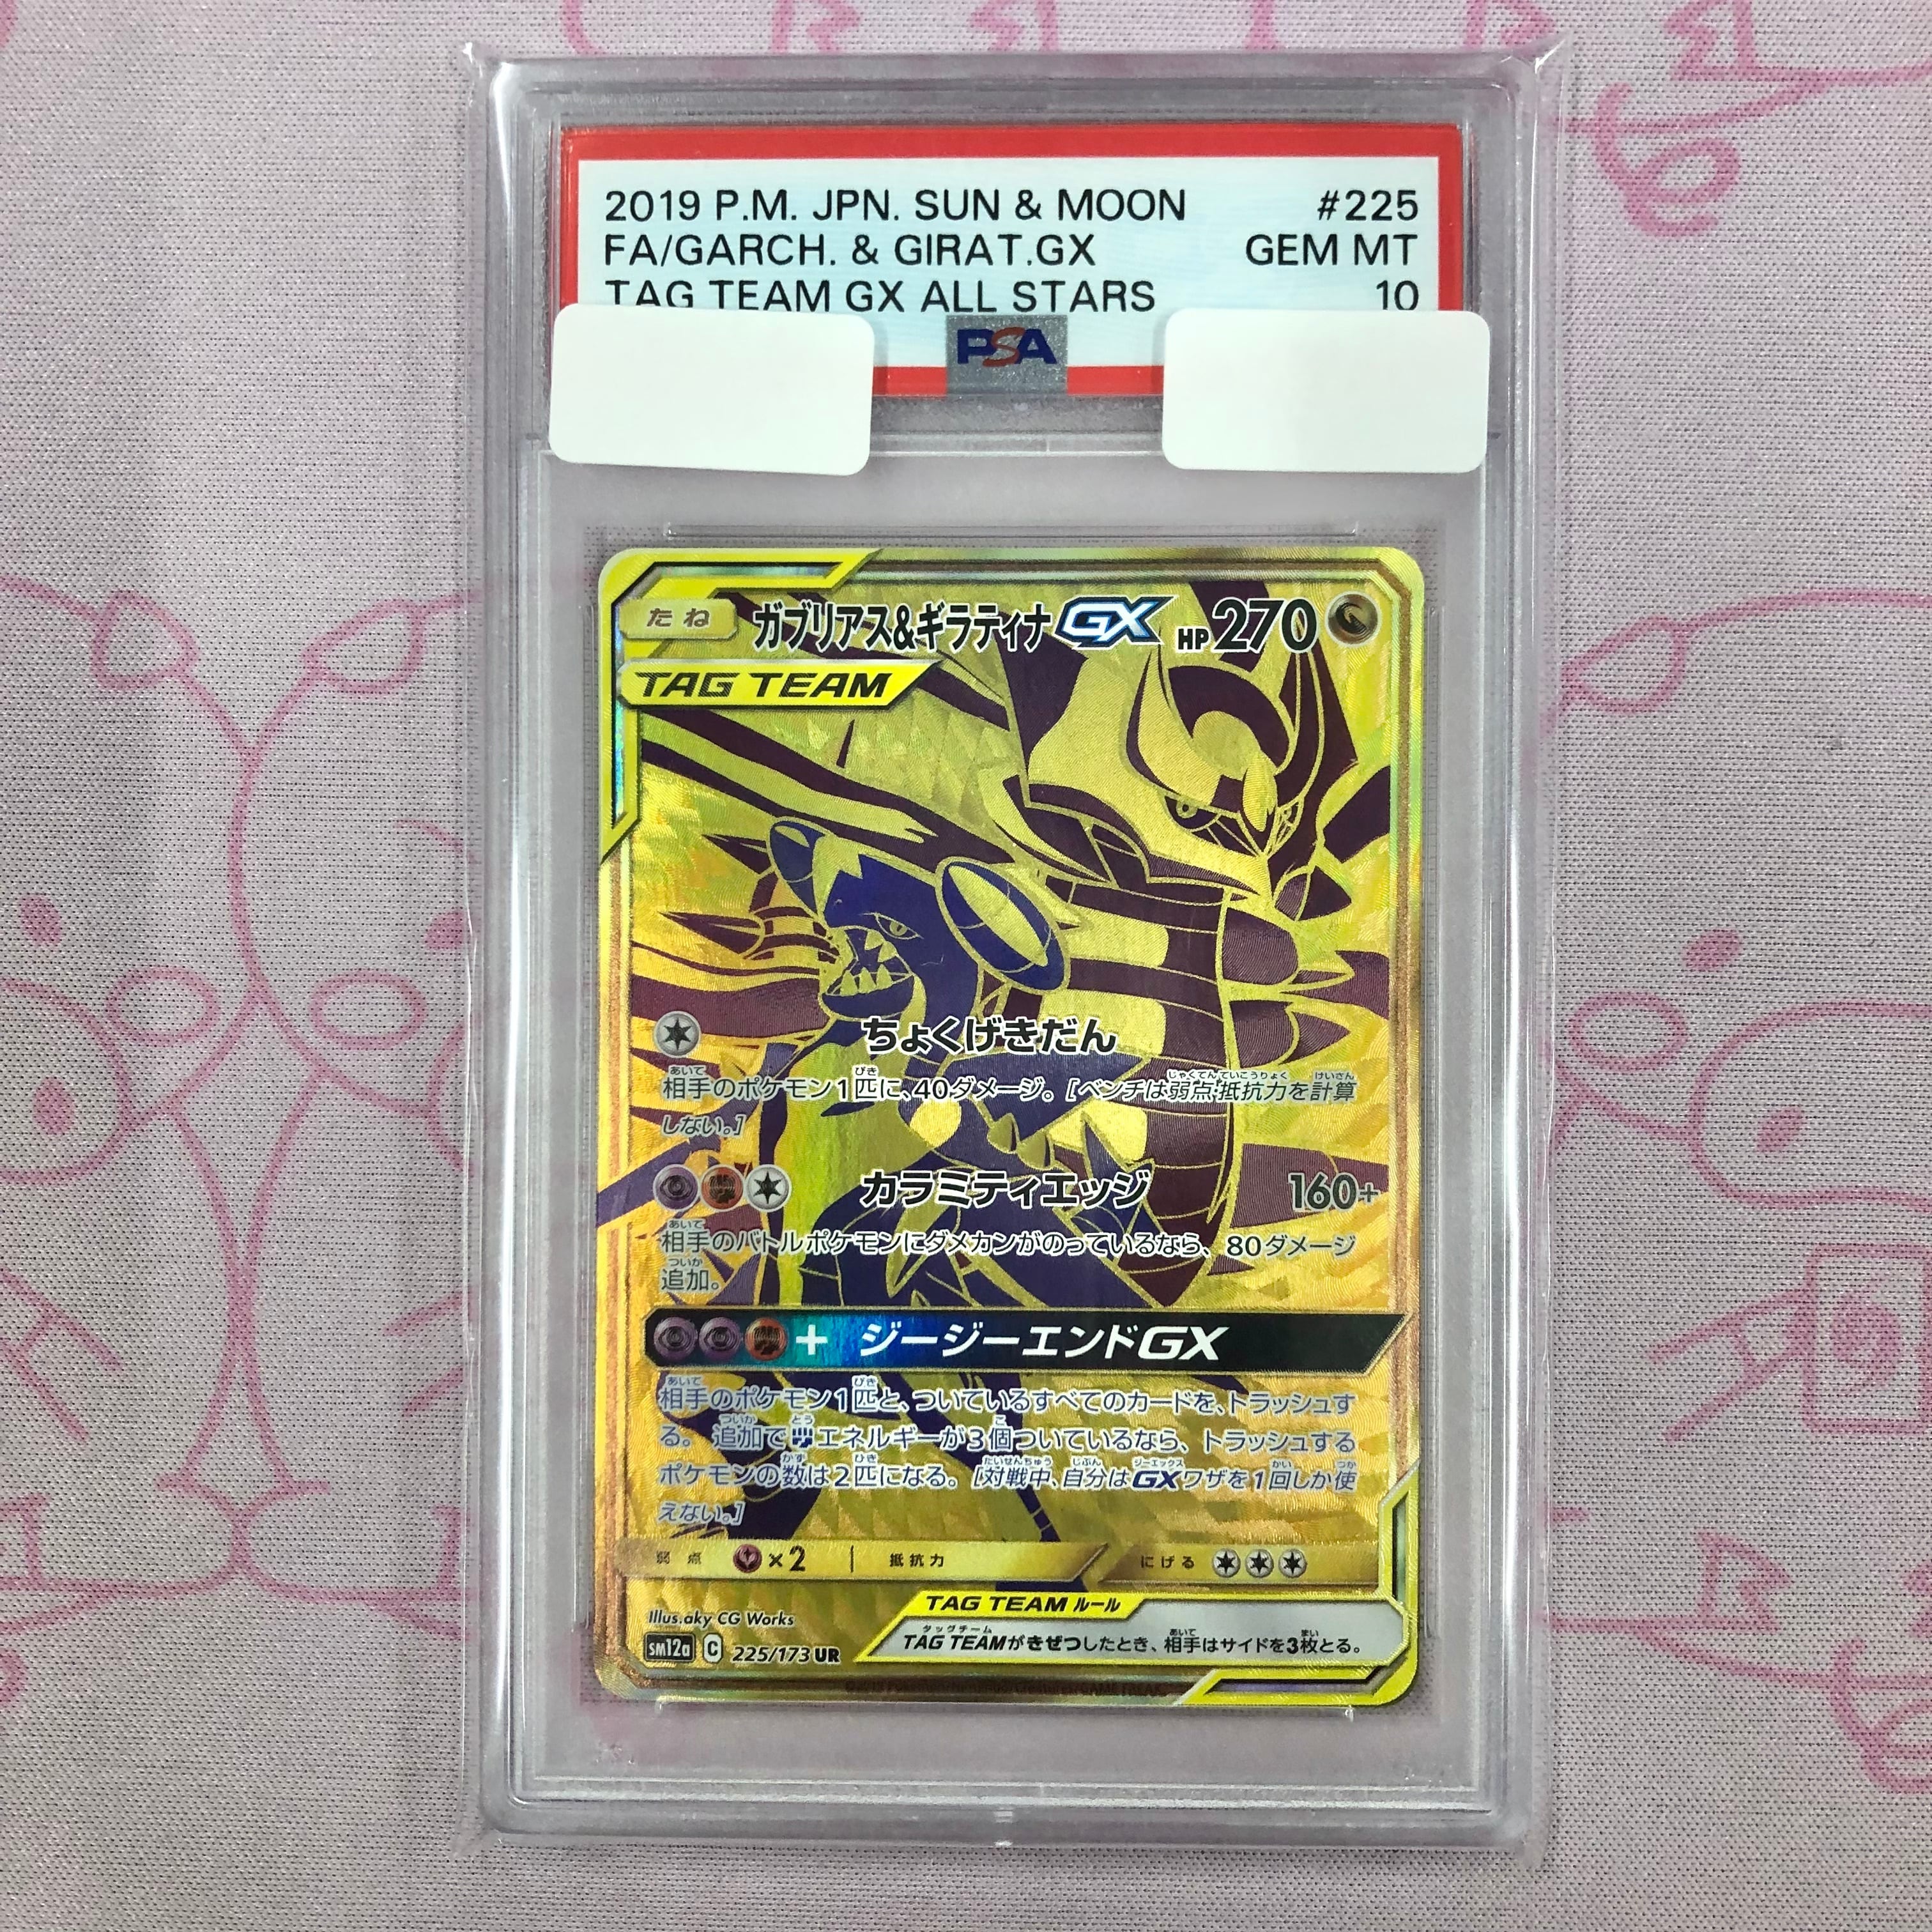 2019 P.M. JPN. SUN & MOON #225
FA/GARCH. & GIRAT.GX GEM MT
TAG TEAM GX ALL STARS 10
PSA
たね ガブリアス&ギラティナGX HP270
TAG TEAM
ちょくげきだん
相手のポケモン1匹に、40ダメージ。[ベンチは弱点・抵抗力を計算
しない。]
カラミティエッジ 160+
相手のバトルポケモンにダメカンがのっているなら、80ダメージ
追加。
+ ジージーエンドGX
相手のポケモン1匹と、ついているすべてのカードを、トラッシュす
る。追加で エネルギーが3個ついているなら、トラッシュする
ポケモンの数は2匹になる。[対戦中、自分はGXワザを1回しか使
えない。]
弱点 ×2 抵抗力 にげる
TAG TEAM ルール
Illus.aky CG Works
TAG TEAMがきぜつしたとき、相手はサイドを3枚とる。
SM12a C 225/173 UR